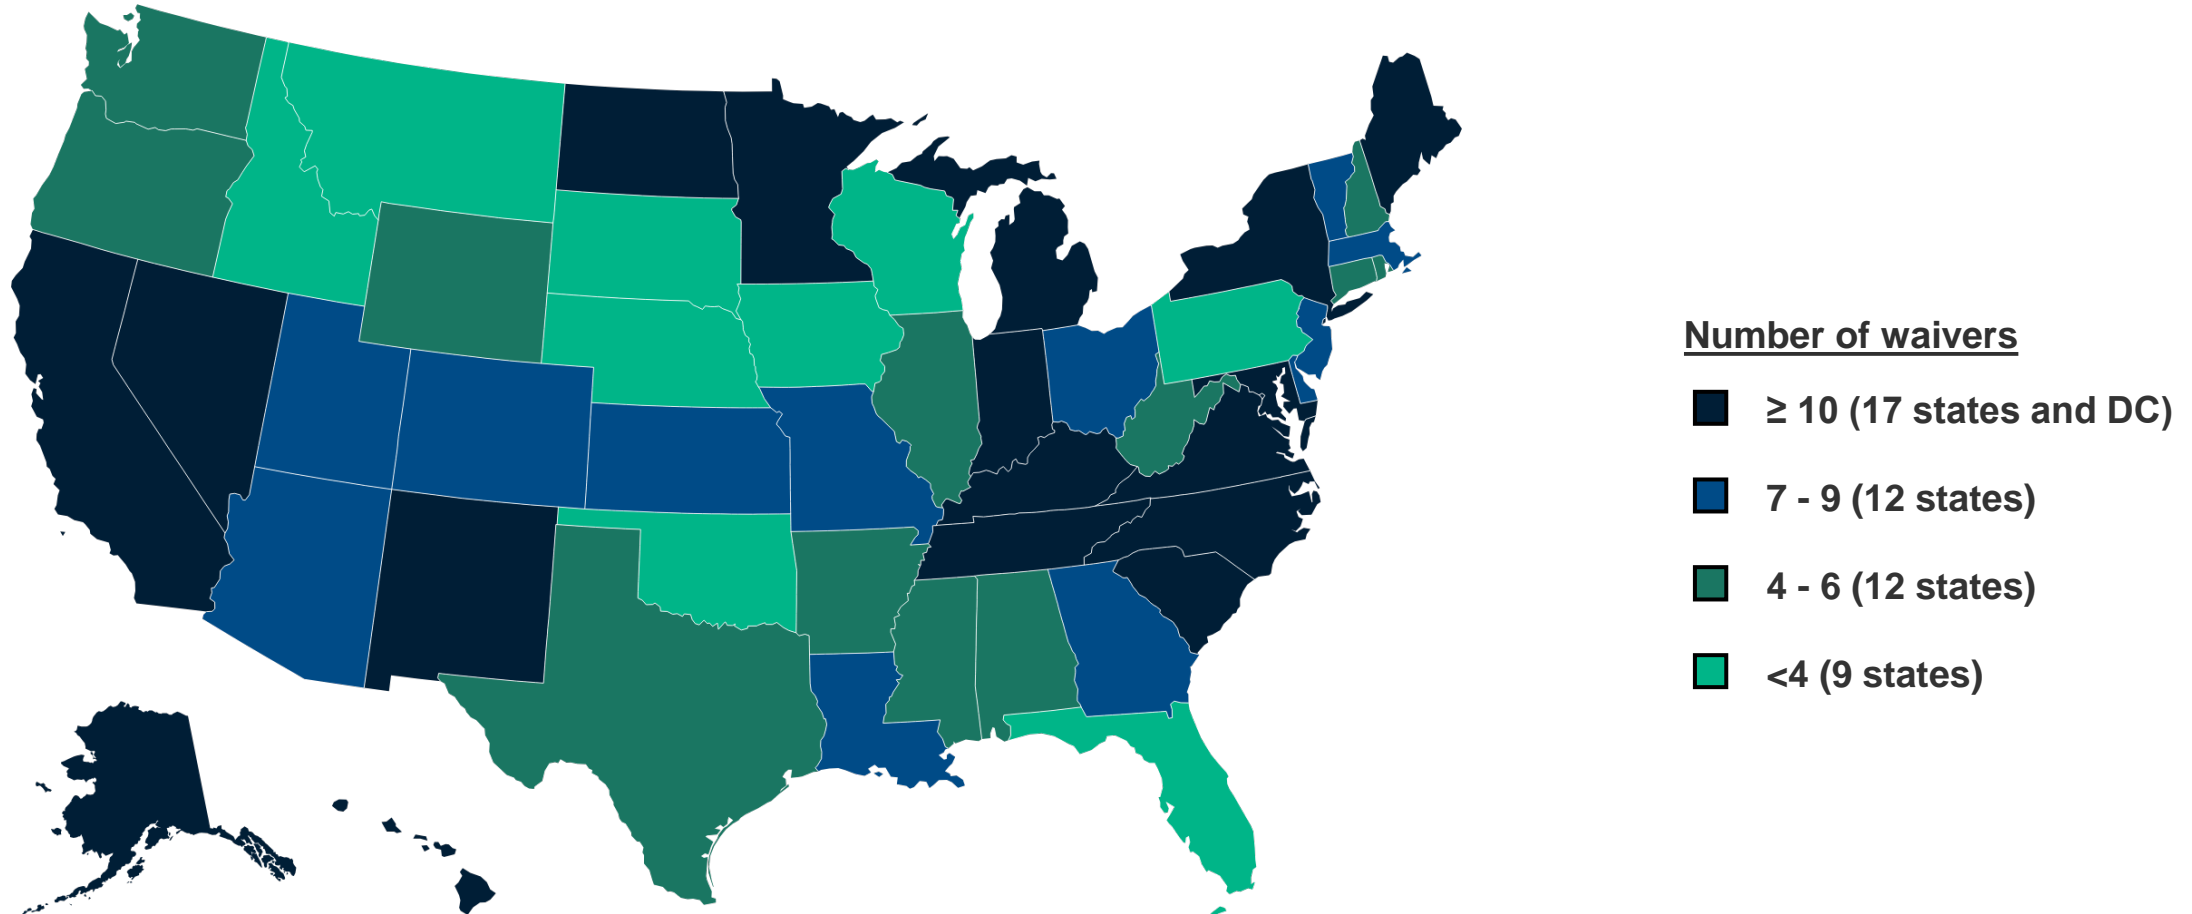 Number of waivers
≥ 10 (17 states and DC)
7 - 9 (12 states)
4 - 6 (12 states)
<4 (9 states)